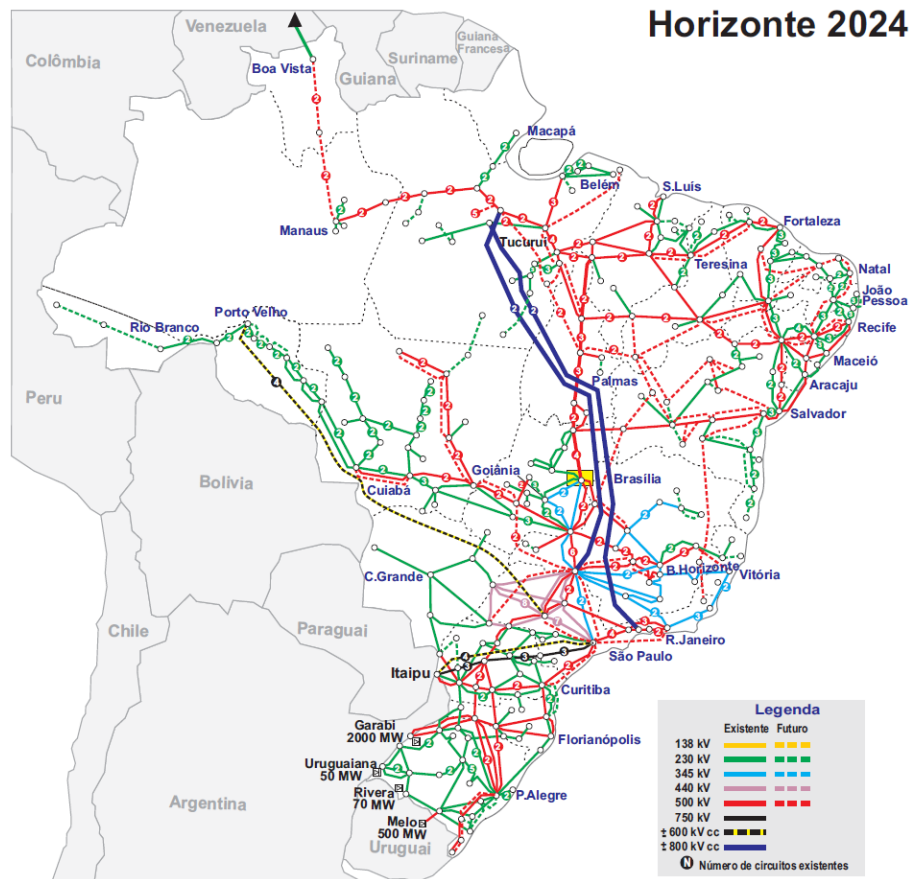 Horizonte 2024
Venezuela
Guiana
Francesa
Suriname
Colômbia
Boa Vista
Guiana
Macapá
Belém
S.Luis
Manaus
Fortaleza
Tucuruí
Teresina
Natal
João
Pessoa
Porto Velho
Rio Branco
Recife
Maceió
Palmas
Aracaju
Peru
Salvador
Goiânia
Brasília
Bolívia
Cuiabá
B.Horizonte
Vitória
C.Grande
Paraguai
Chile
R.Janeiro
São Paulo
Itaipu
Curitiba
Garabi
2000 MW
Florianópolis
Uruguaiana
50 MW
Rivera
70 MW
P.Alegre
Argentina
Melo
500 MW
Uruguai
Legenda
Existente Futuro
138 kV
230 kV
345 kV
440 kV
500 kV
750 kV
± 600 kV cc
± 800 kV cc
N Número de circuitos existentes